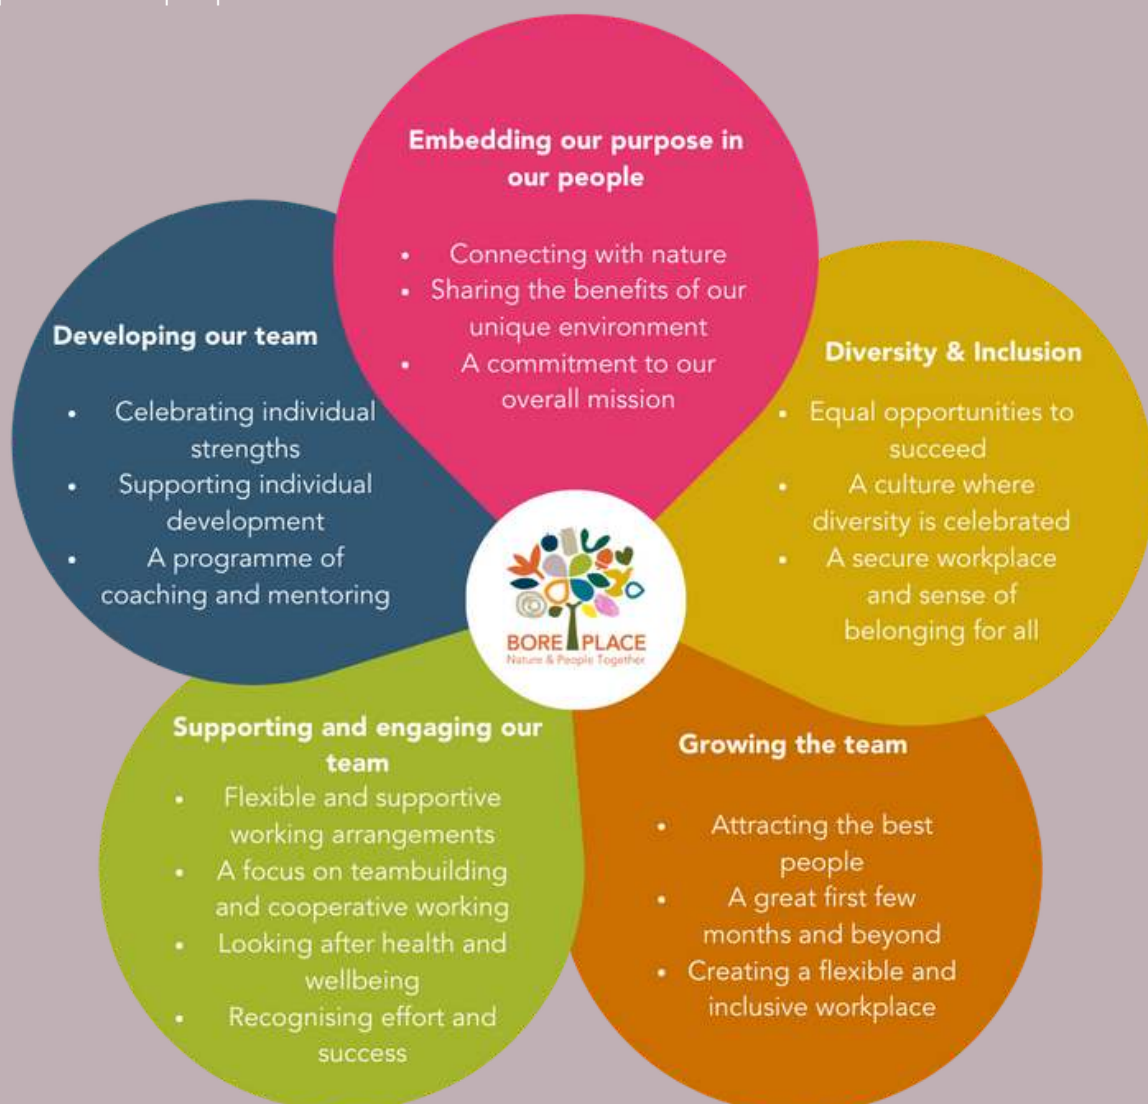 Embedding our purpose in
our people
• Connecting with nature
• Sharing the benefits of our
unique environment
• A commitment to our
overall mission
Developing our team
• Celebrating individual
strengths
• Supporting individual
development
• A programme of
coaching and mentoring
Diversity & Inclusion
• Equal opportunities to
succeed
• A culture where
diversity is celebrated
• A secure workplace
and sense of
belonging for all
BORE PLACE
Nature & People Together
Supporting and engaging our
team
• Flexible and supportive
working arrangements
• A focus on teambuilding
and cooperative working
• Looking after health and
wellbeing
• Recognising effort and
success
Growing the team
• Attracting the best
people
• A great first few
months and beyond
• Creating a flexible and
inclusive workplace